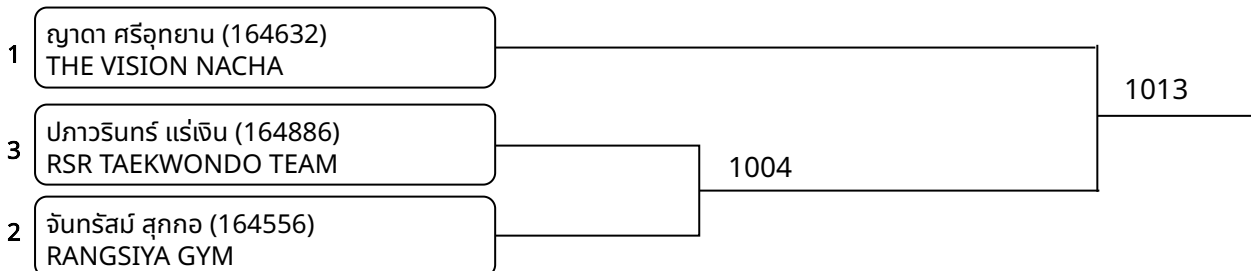 1
ญาดา ศรีอุทยาน (164632)
THE VISION NACHA
1013
3
ปภาวรินทร์ แร่เงิน (164886)
RSR TAEKWONDO TEAM
1004
2
จันทรัสม์ สุกกอ (164556)
RANGSIYA GYM